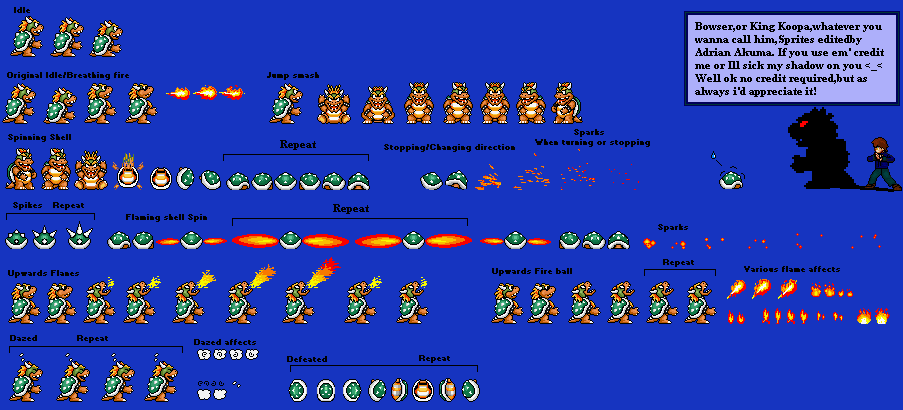 Idle
Bowser,or King Koopa,whatever you
wanna call him,Sprites editedby
Adrian Akuma. If you use em' credit
me or Ill sick my shadow on you <_<
Well ok no credit required,but as
always i'd appreciate it!
Original Idle/Breathing fire
Jump smash
Spinning Shell
Repeat
Stopping/Changing direction
Sparks
When turning or stopping
Spikes Repeat
Flaming shell Spin
Repeat
Sparks
Upwards Flanes
Upwards Fire ball
Repeat
Various flame affects
Dazed Repeat
Dazed affects
Defeated Repeat